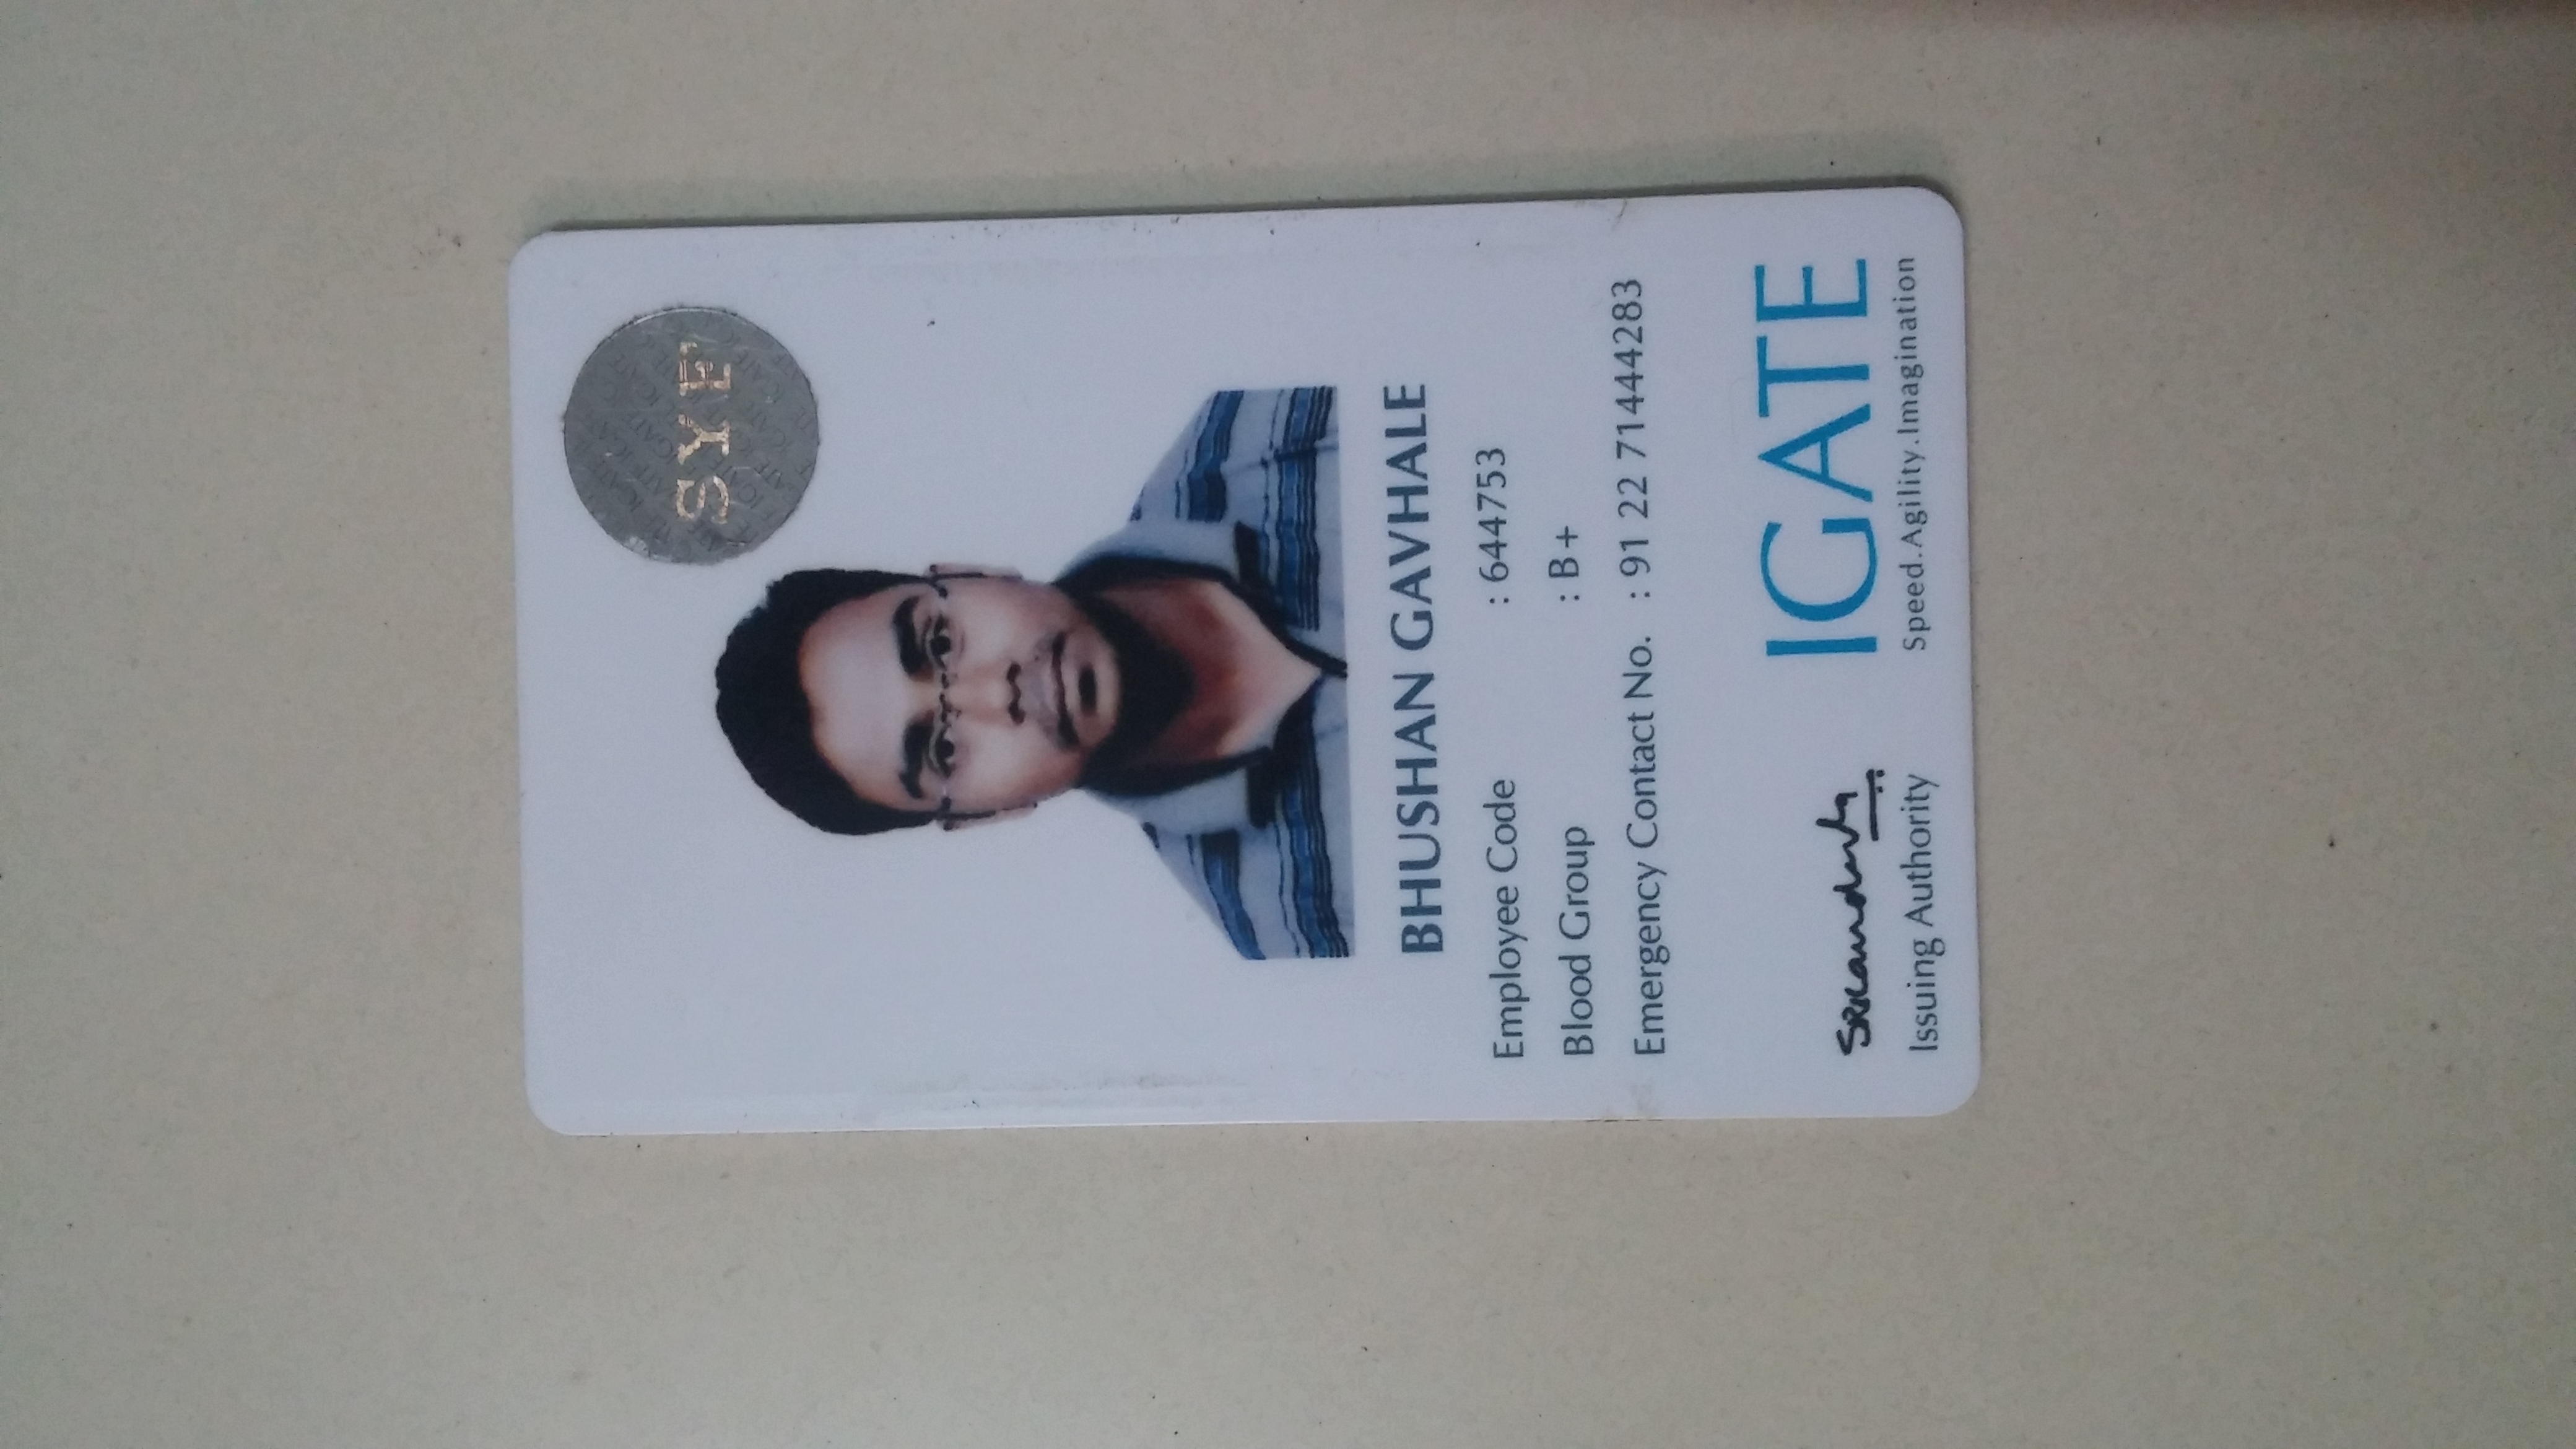 SYE
BHUSHAN GAVHALE
Employee Code : 644753
Blood Group : B+
Emergency Contact No. : 91 22 71444283
Issuing Authority
IGATE
Speed.Agility.Imagination